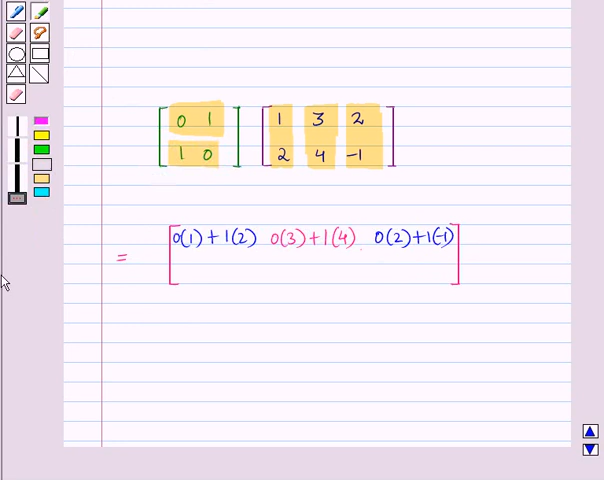 [0 1] [1 3 2]
[1 0] [2 4 -1]
= [0(1)+1(2) 0(3)+1(4) 0(2)+1(-1)]